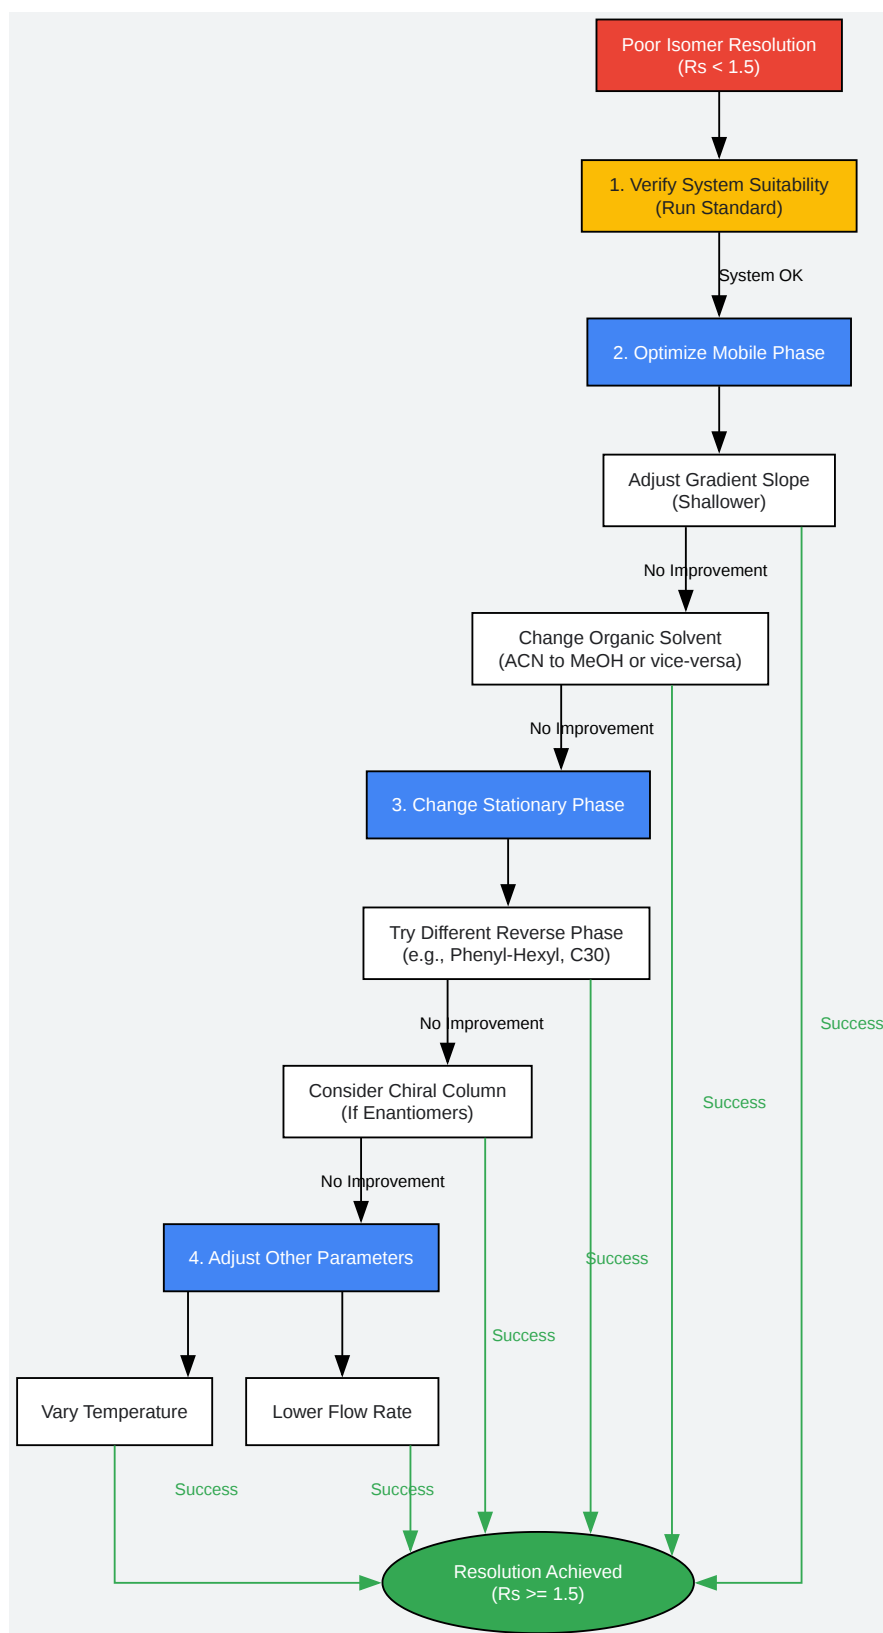 Poor Isomer Resolution
(Rs < 1.5)
1. Verify System Suitability
(Run Standard)
System OK
2. Optimize Mobile Phase
Adjust Gradient Slope
(Shallower)
No Improvement
Change Organic Solvent
(ACN to MeOH or vice-versa)
No Improvement
3. Change Stationary Phase
Try Different Reverse Phase
(e.g., Phenyl-Hexyl, C30)
No Improvement
Success
Consider Chiral Column
(If Enantiomers)
Success
No Improvement
4. Adjust Other Parameters
Success
Success
Vary Temperature
Lower Flow Rate
Success
Success
Resolution Achieved
(Rs >= 1.5)